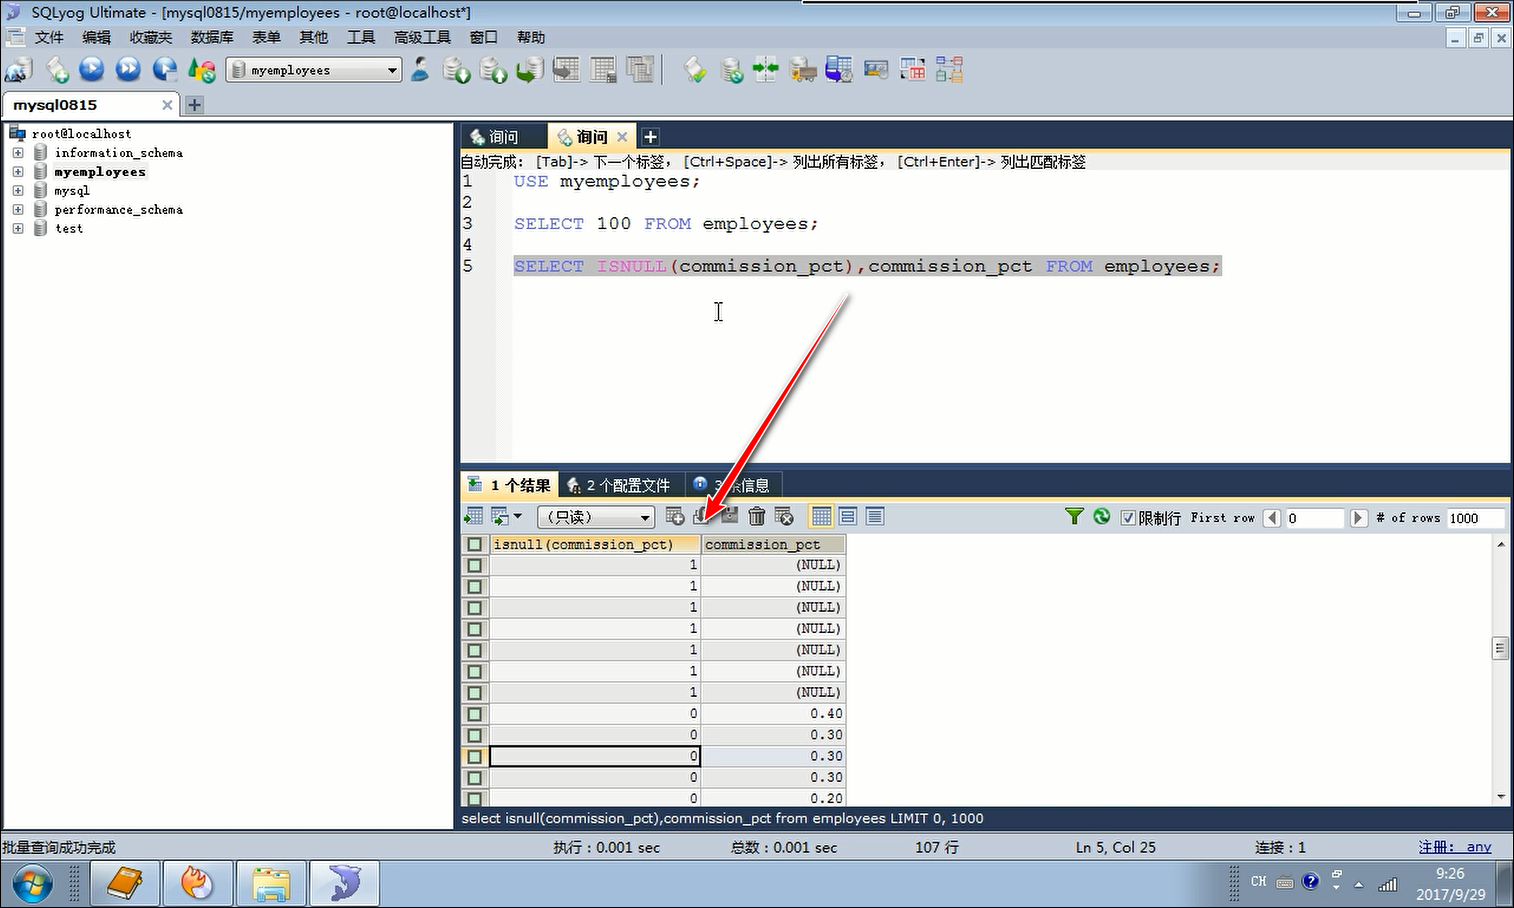 SQLyog Ultimate - [mysql0815/myemployees - root@localhost*]
文件 编辑 收藏夹 数据库 表单 其他 工具 高级工具 窗口 帮助
myemployees
mysql0815
root@localhost
information_schema
myemployees
mysql
performance_schema
test
询问 询问
自动完成: [Tab]-> 下一个标签, [Ctrl+Space]-> 列出所有标签, [Ctrl+Enter]-> 列出匹配标签
1 USE myemployees;
2
3 SELECT 100 FROM employees;
4
5 SELECT ISNULL(commission_pct),commission_pct FROM employees;
1 个结果 2 个配置文件 3 条信息
(只读) 限制行 First row 0 # of rows 1000
isnull(commission_pct) commission_pct
1 (NULL)
1 (NULL)
1 (NULL)
1 (NULL)
1 (NULL)
1 (NULL)
1 (NULL)
0 0.40
0 0.30
0 0.30
0 0.30
0 0.20
select isnull(commission_pct),commission_pct from employees LIMIT 0, 1000
批量查询成功完成 执行：0.001 sec 总数：0.001 sec 107 行 Ln 5, Col 25 连接：1 注册: any
CH 9:26
2017/9/29